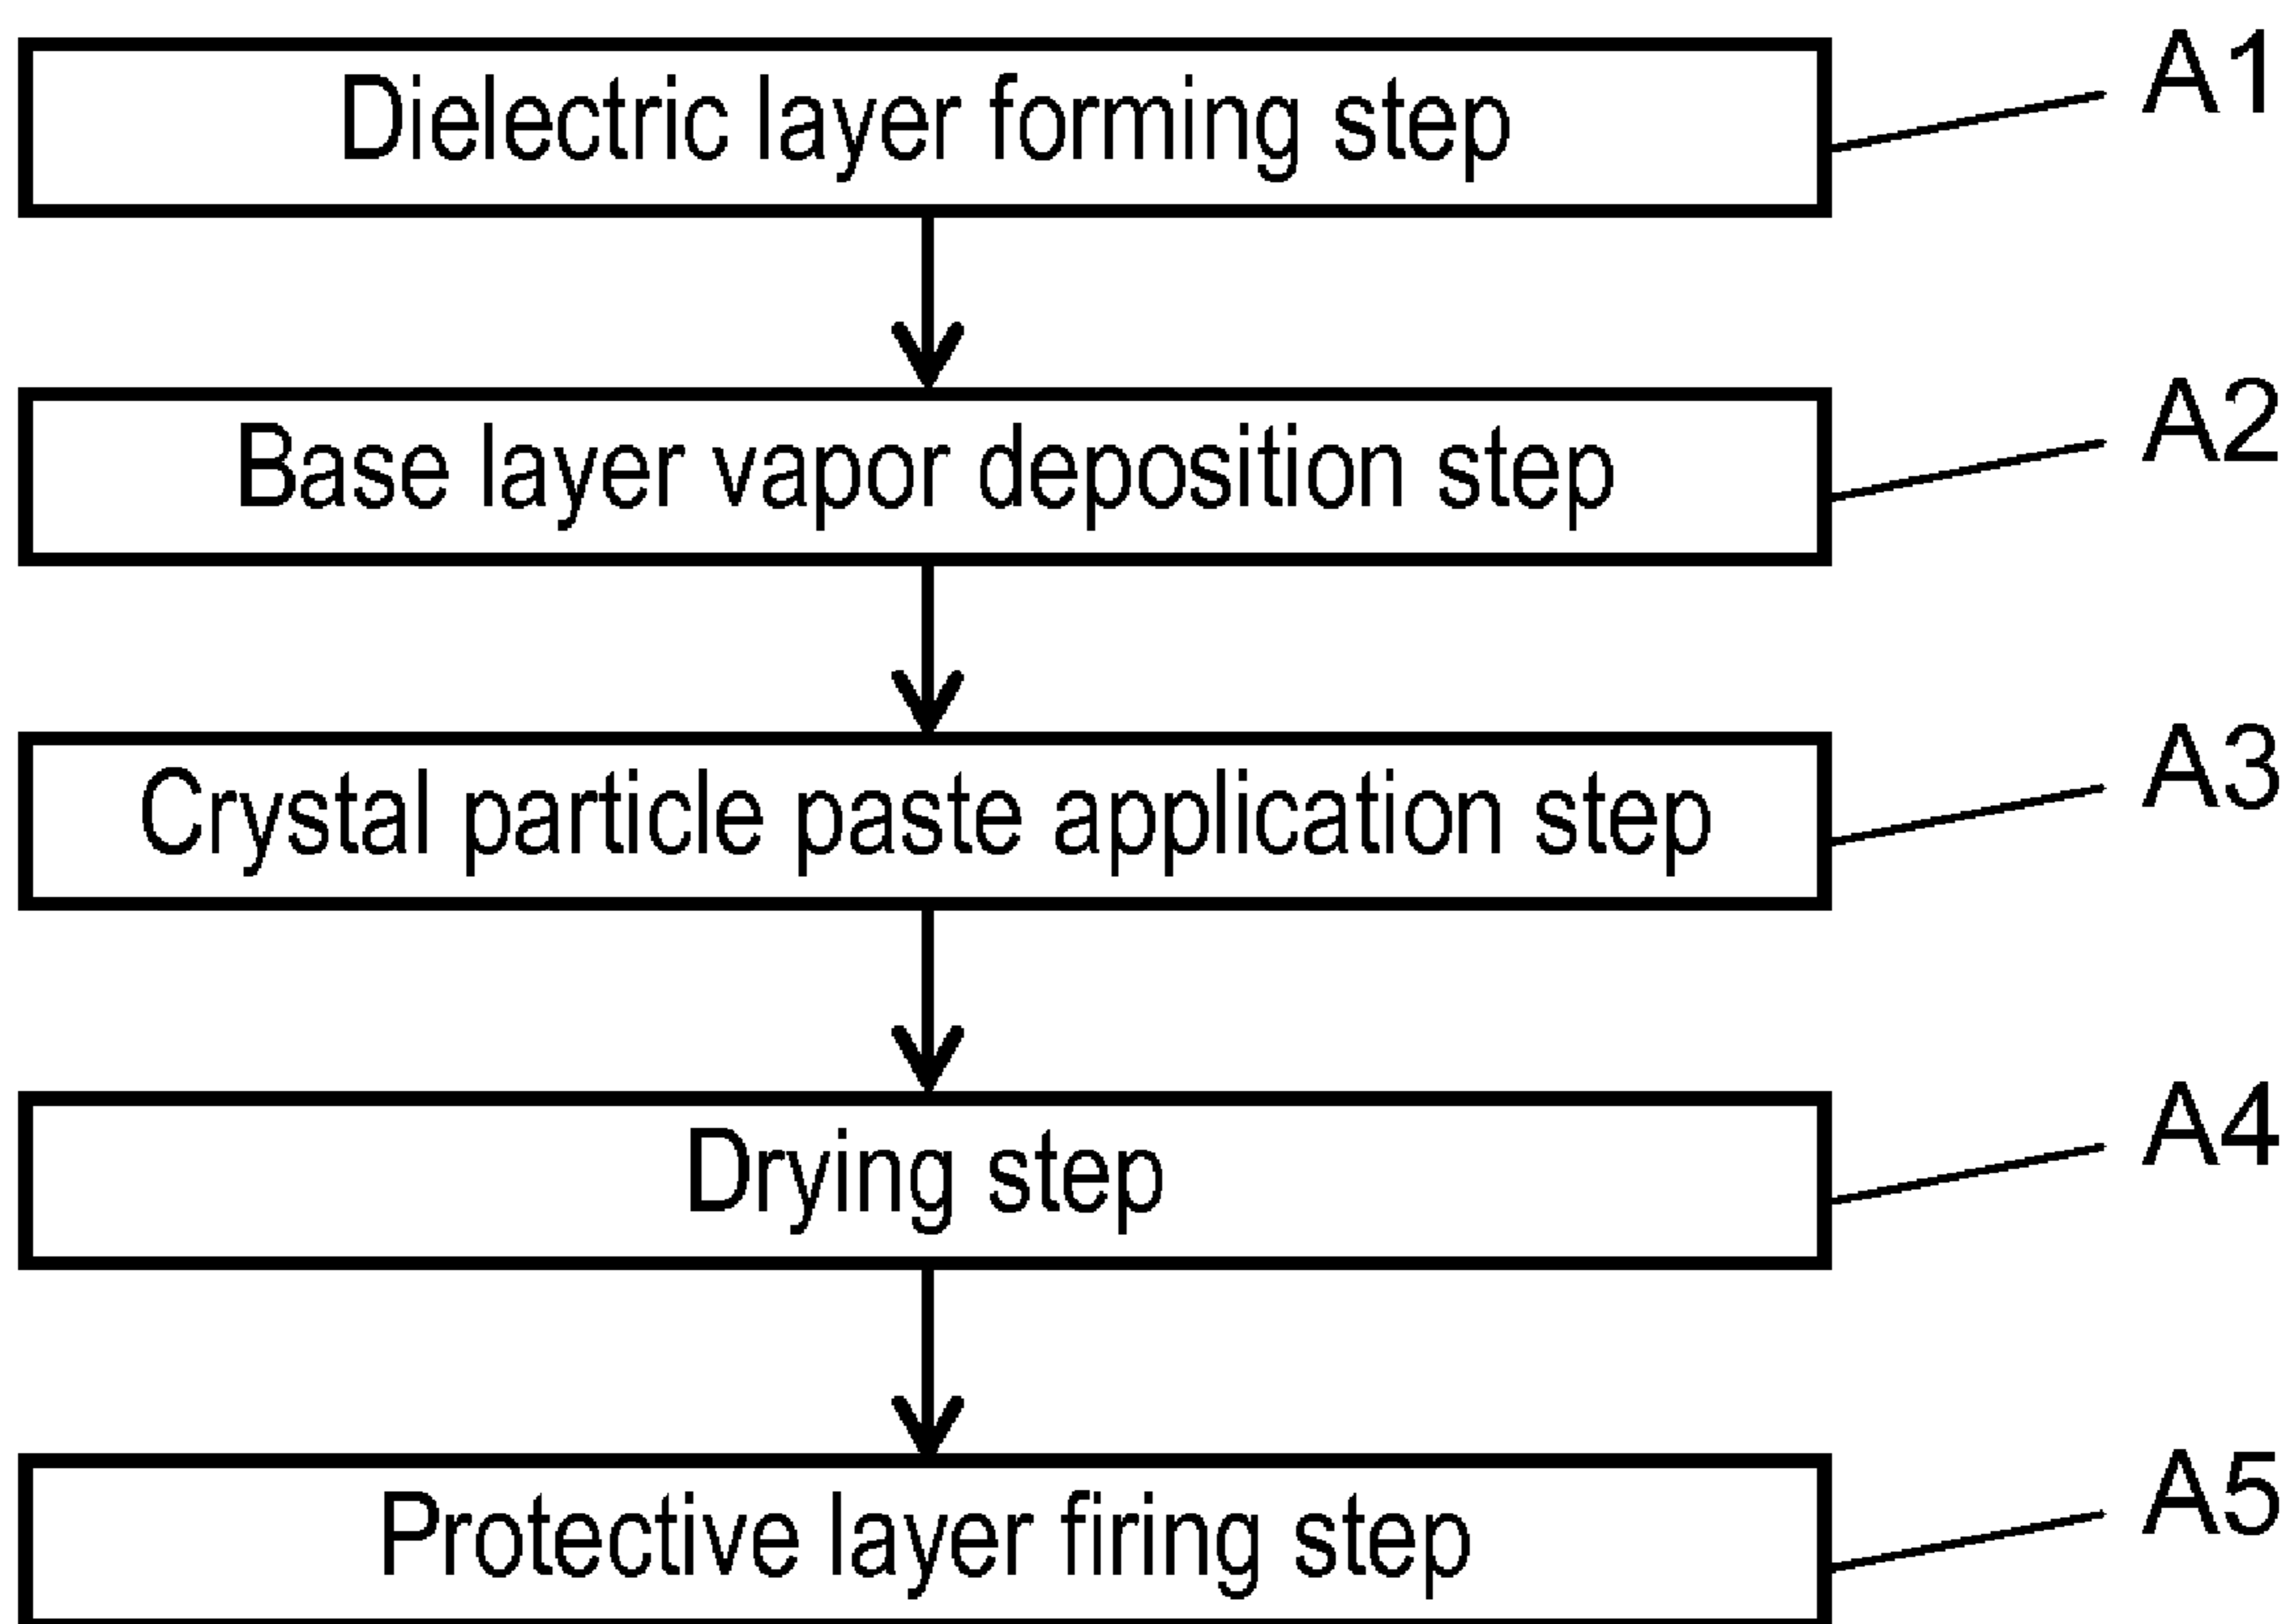 Dielectric layer forming step A1
Base layer vapor deposition step A2
Crystal particle paste application step A3
Drying step A4
Protective layer firing step A5